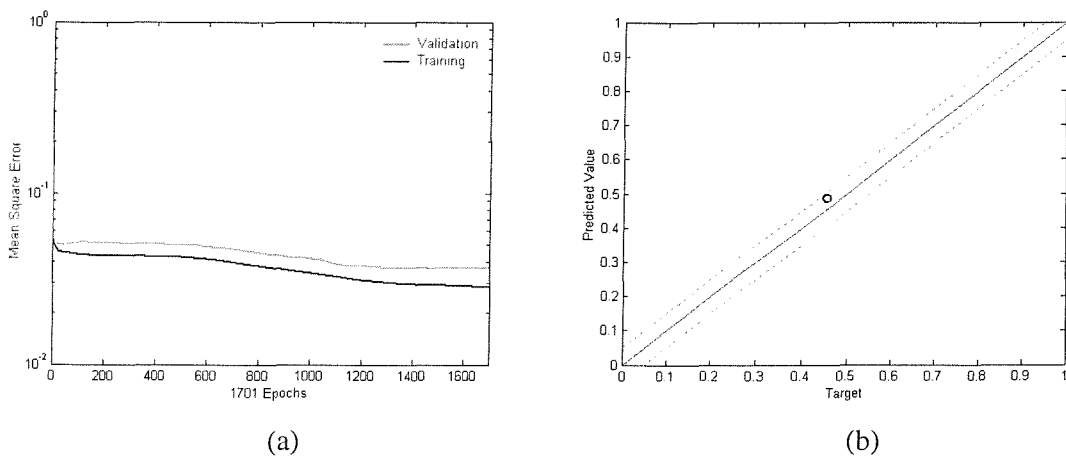 10^0
Validation
Training
Mean Square Error
10^-1
10^-2
0 200 400 600 800 1000 1200 1400 1600
1701 Epochs
(a)
1
0.9
0.8
0.7
0.6
0.5
0.4
0.3
0.2
0.1
0
Predicted Value
0 0.1 0.2 0.3 0.4 0.5 0.6 0.7 0.8 0.9 1
Target
(b)